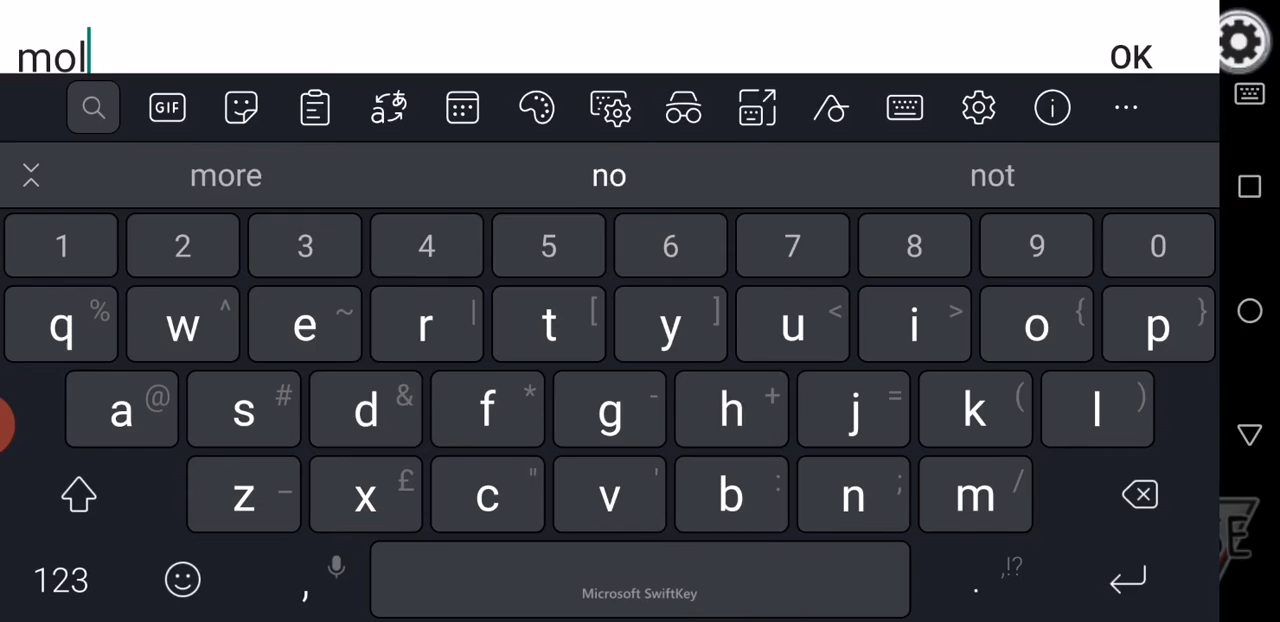 mol
OK
GIF
more no not
1 2 3 4 5 6 7 8 9 0
q % w ^ e ~ r | t [ y ] u < i > o { p }
a @ s # d & f * g - h + j = k ( l )
z _ x £ c " v ' b : n ; m /
123 , Microsoft SwiftKey . ,!?